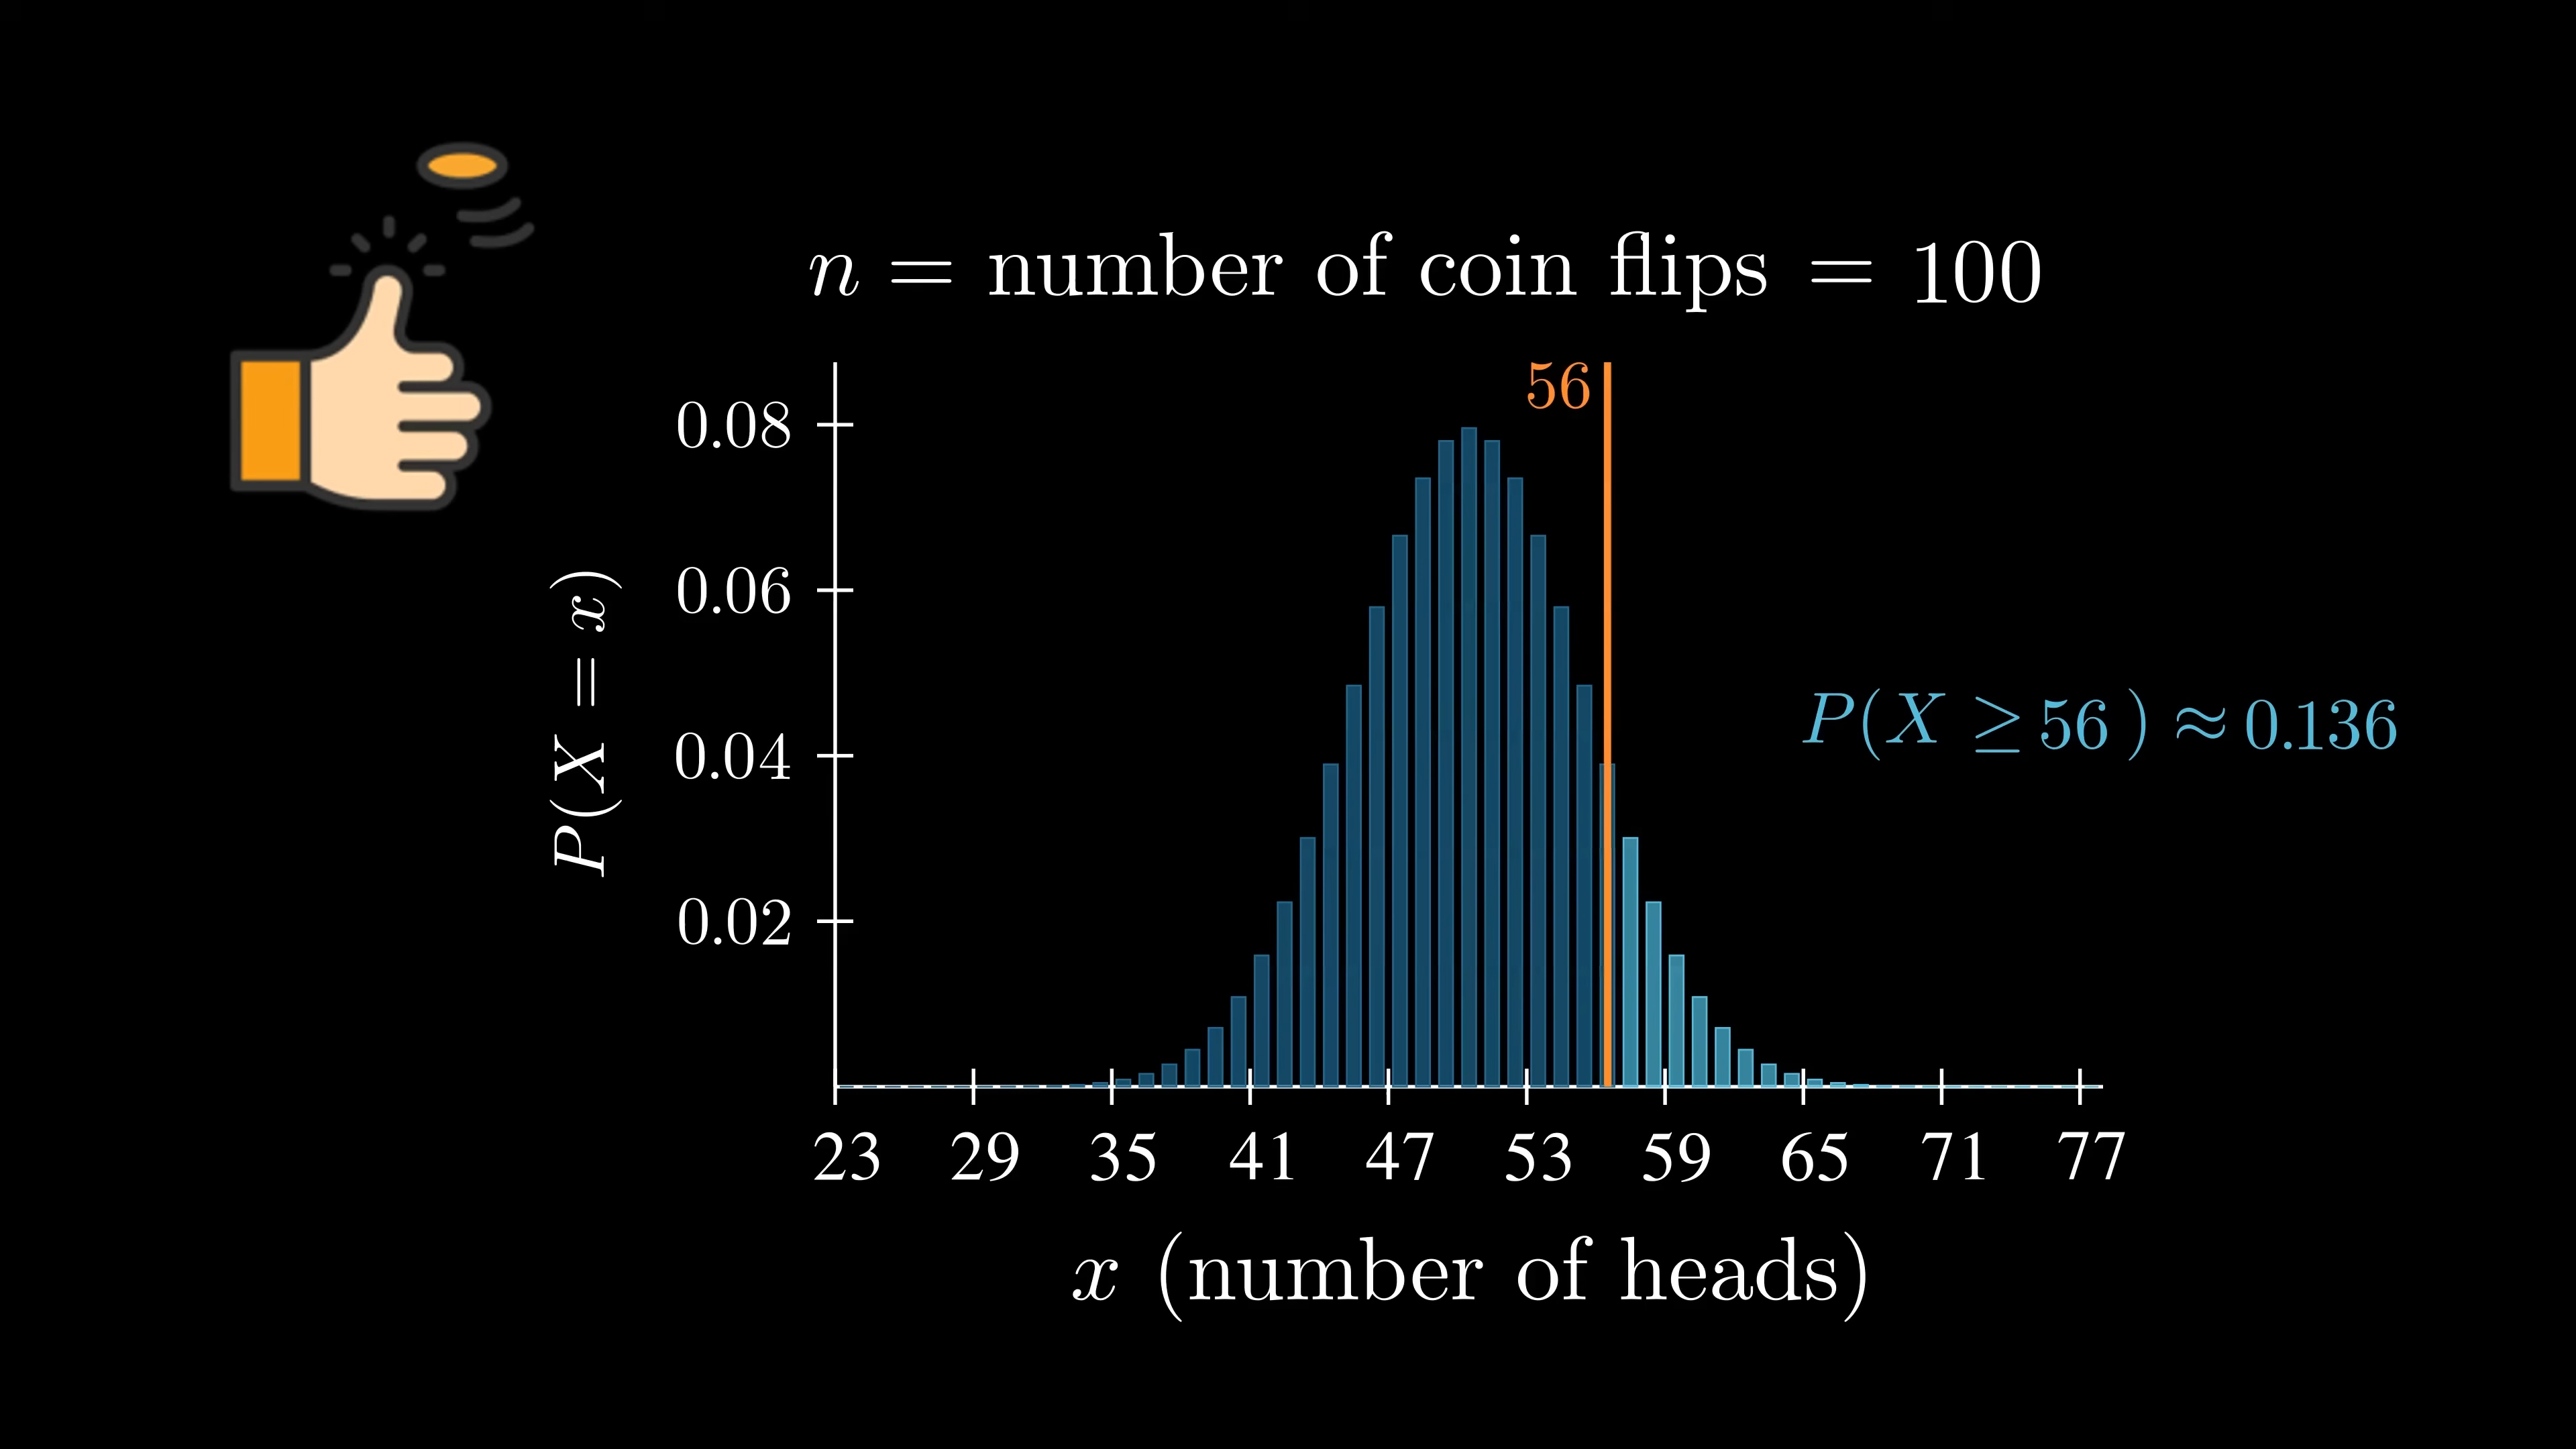 n = number of coin flips = 100
56
0.08
0.06
0.04
0.02
P(X = x)
P(X ≥ 56 ) ≈ 0.136
23 29 35 41 47 53 59 65 71 77
x (number of heads)